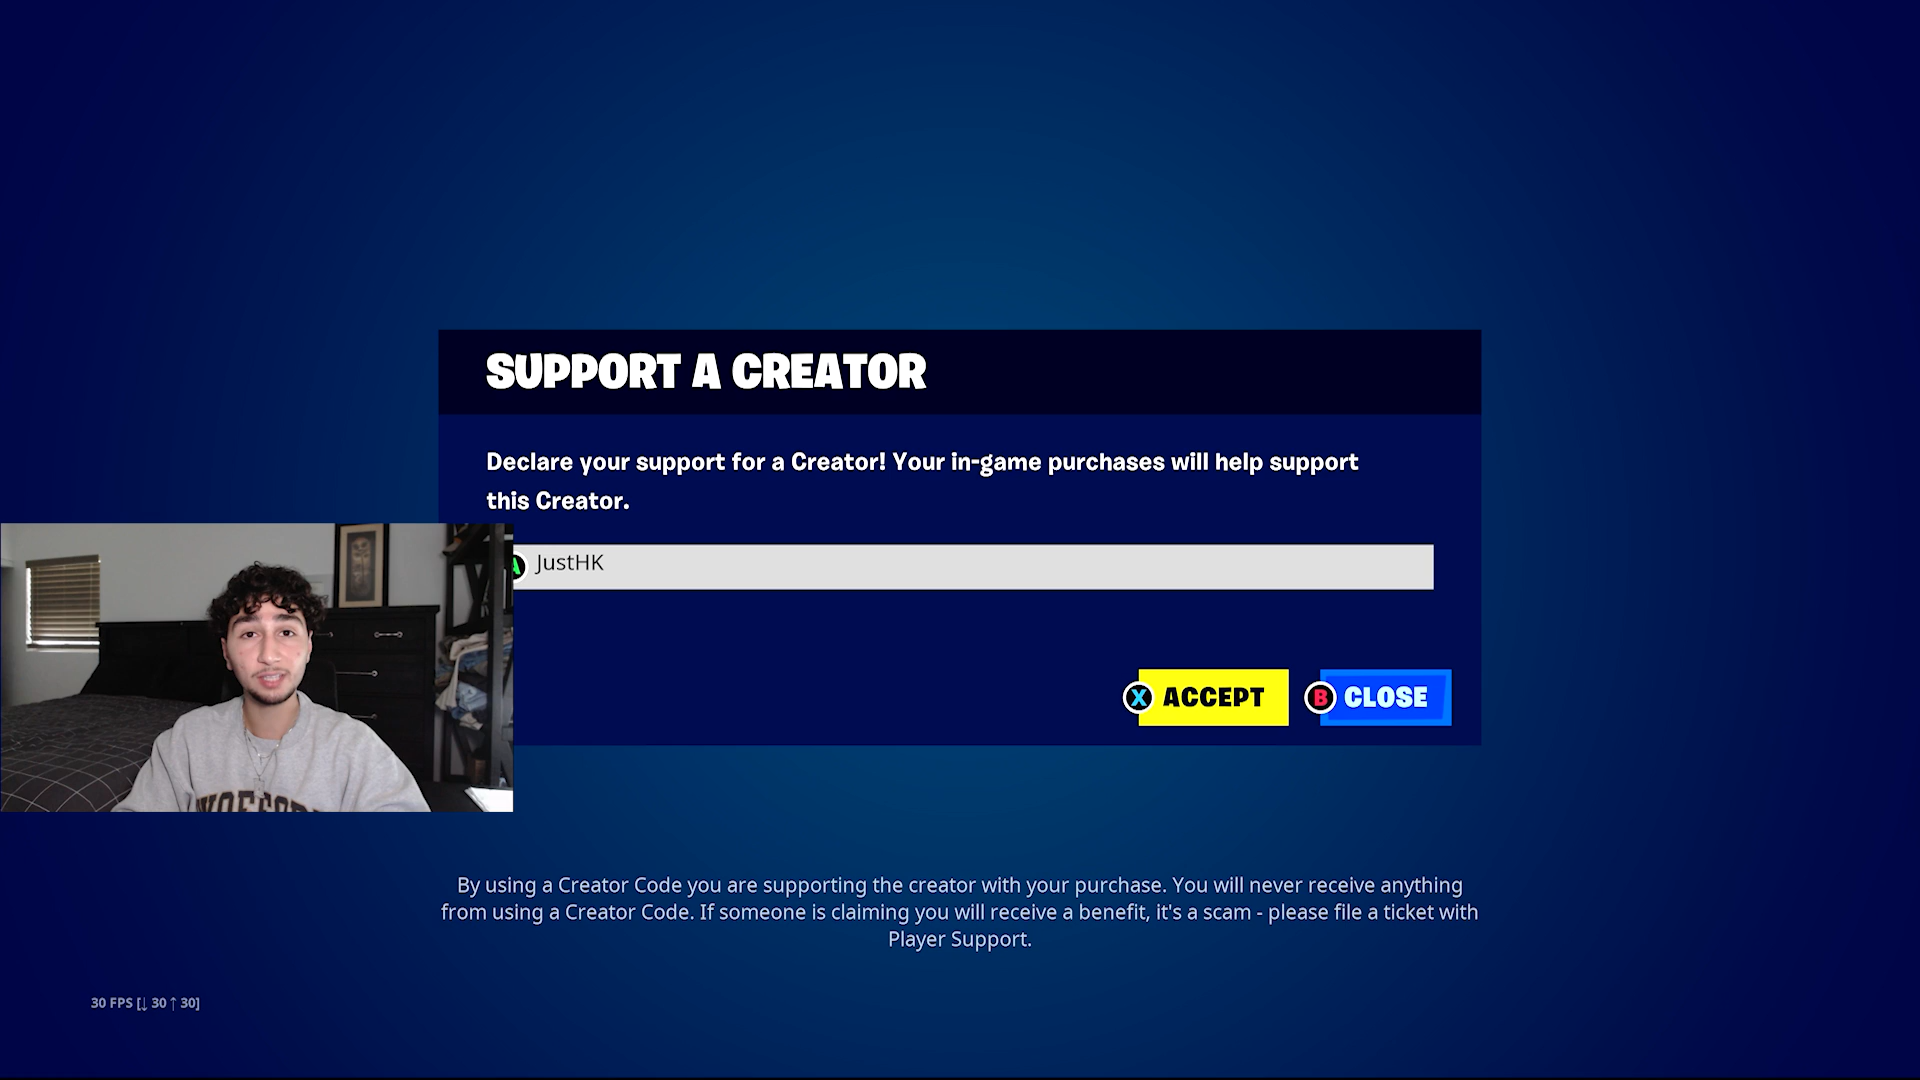 SUPPORT A CREATOR
Declare your support for a Creator! Your in-game purchases will help support
this Creator.
A JustHK
X ACCEPT B CLOSE
By using a Creator Code you are supporting the creator with your purchase. You will never receive anything
from using a Creator Code. If someone is claiming you will receive a benefit, it's a scam - please file a ticket with
Player Support.
30 FPS [↓ 30 ↑ 30]